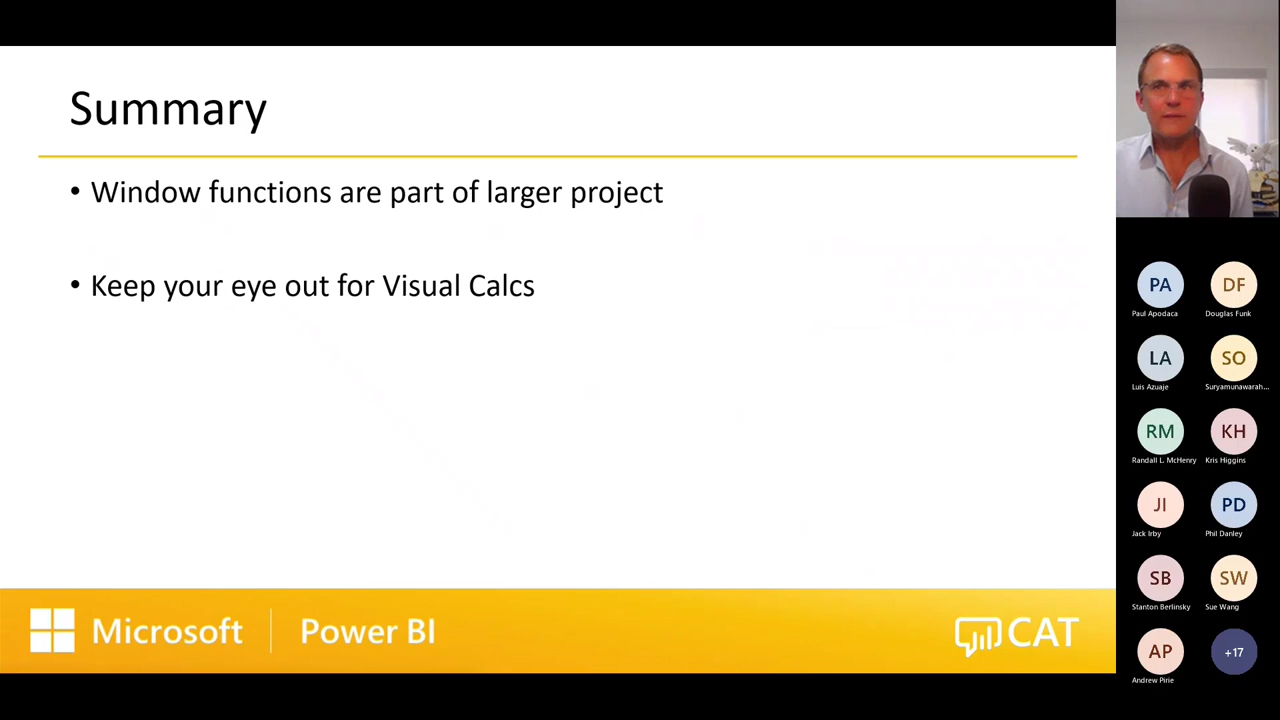 Summary
• Window functions are part of larger project
• Keep your eye out for Visual Calcs
Microsoft | Power BI
CAT
PA
Paul Apodaca
DF
Douglas Funk
LA
Luis Azuaje
SO
Suryamunawarah...
RM
Randall L. McHenry
KH
Kris Higgins
JI
Jack Irby
PD
Phil Danley
SB
Stanton Berlinsky
SW
Sue Wang
AP
Andrew Pirie
+17